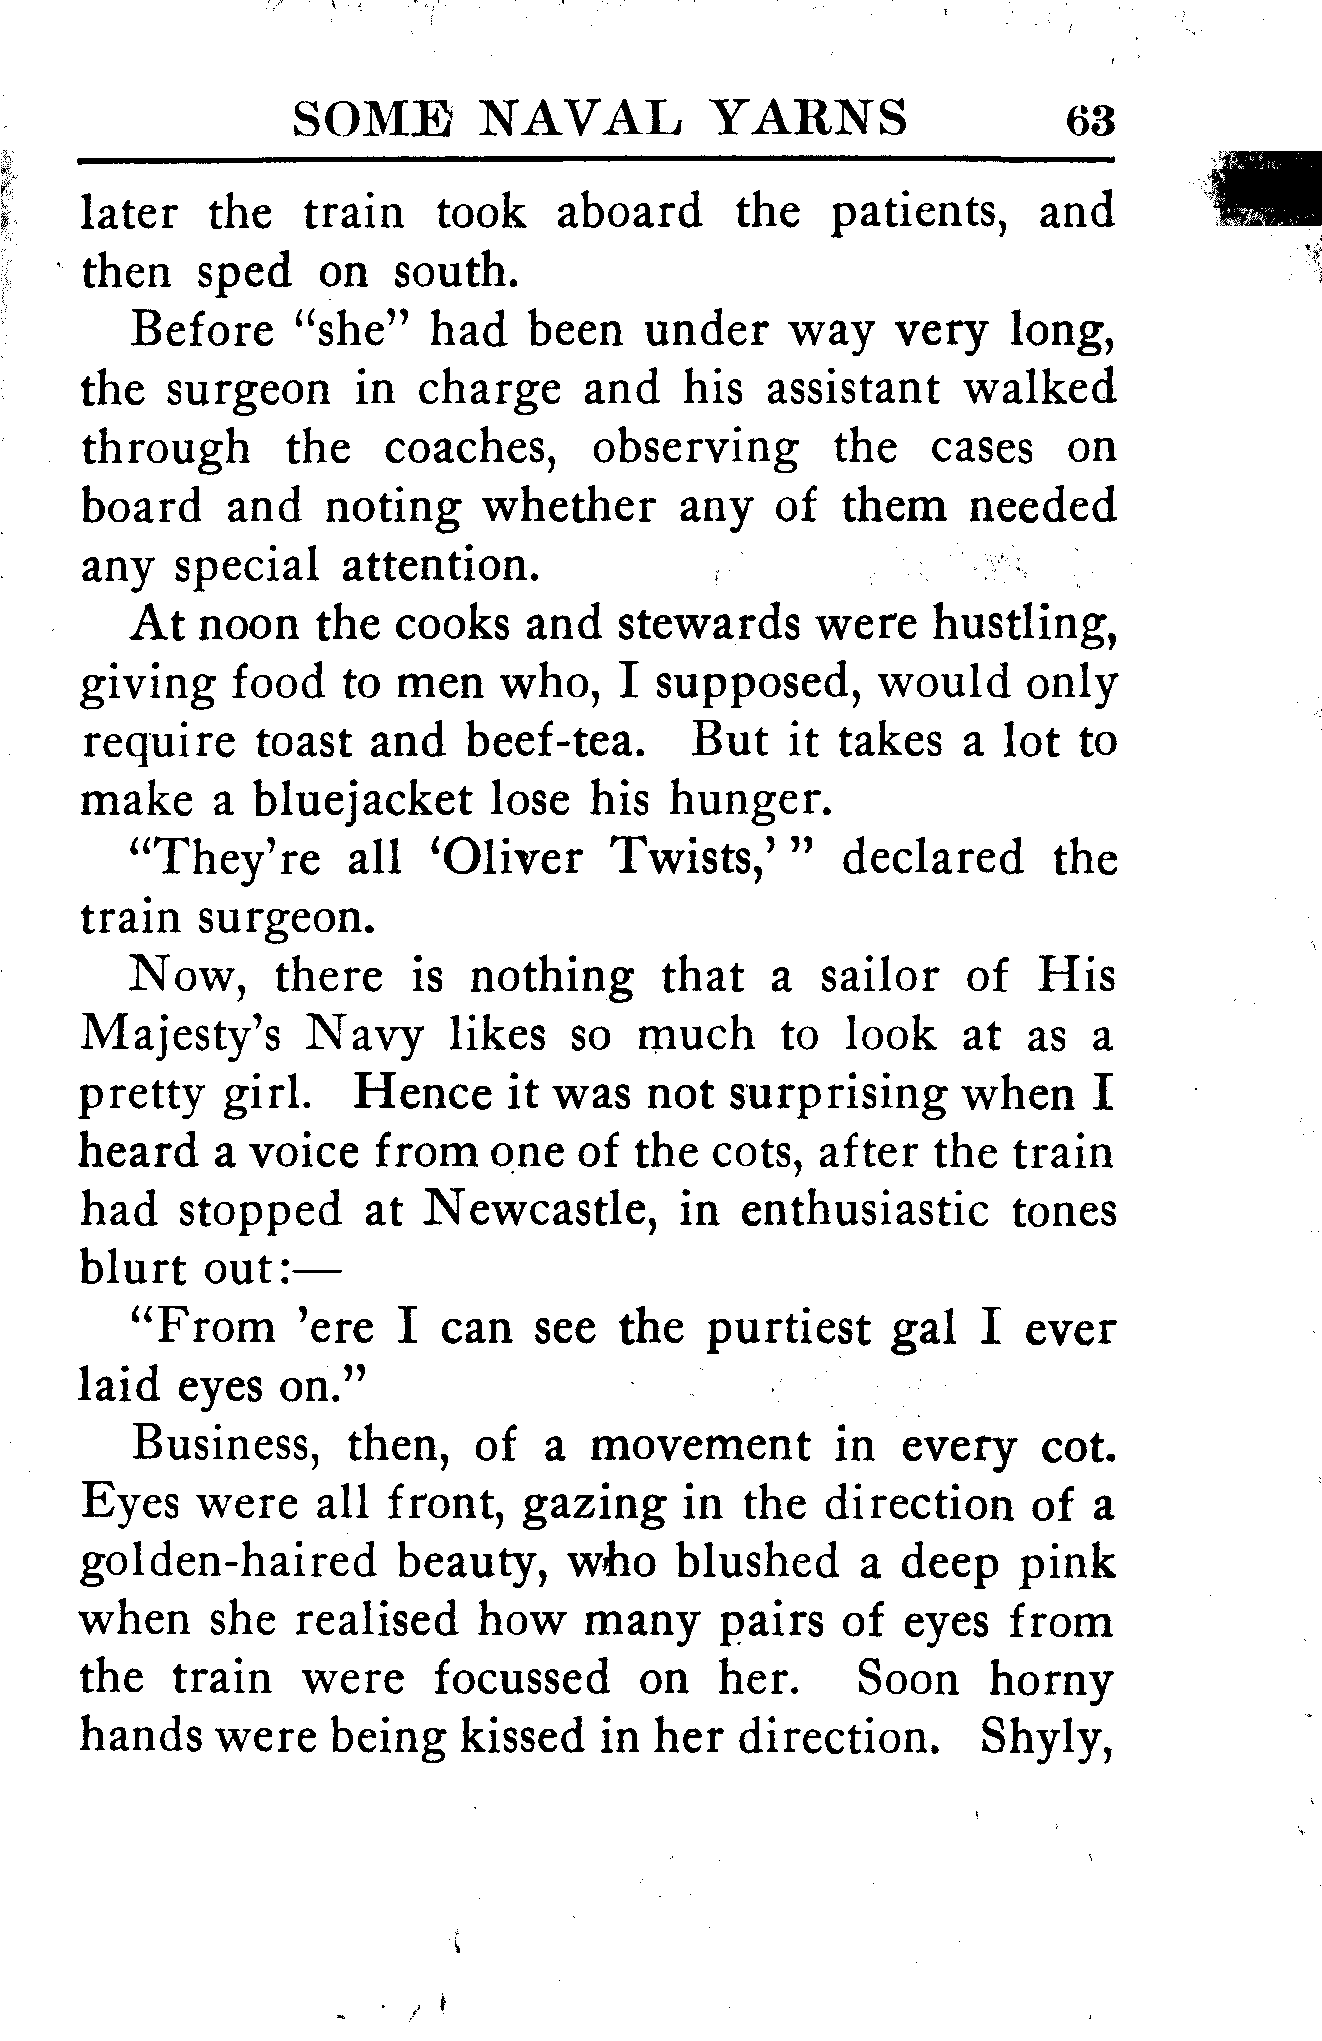 SOME NAVAL YARNS 63
later the train took aboard the patients, and
then sped on south.
Before “she” had been under way very long,
the surgeon in charge and his assistant walked
through the coaches, observing the cases on
board and noting whether any of them needed
any special attention.
At noon the cooks and stewards were hustling,
giving food to men who, I supposed, would only
require toast and beef-tea. But it takes a lot to
make a bluejacket lose his hunger.
“They’re all ‘Oliver Twists,’ ” declared the
train surgeon.
Now, there is nothing that a sailor of His
Majesty’s Navy likes so much to look at as a
pretty girl. Hence it was not surprising when I
heard a voice from one of the cots, after the train
had stopped at Newcastle, in enthusiastic tones
blurt out:—
“From ’ere I can see the purtiest gal I ever
laid eyes on.”
Business, then, of a movement in every cot.
Eyes were all front, gazing in the direction of a
golden-haired beauty, who blushed a deep pink
when she realised how many pairs of eyes from
the train were focussed on her. Soon horny
hands were being kissed in her direction. Shyly,